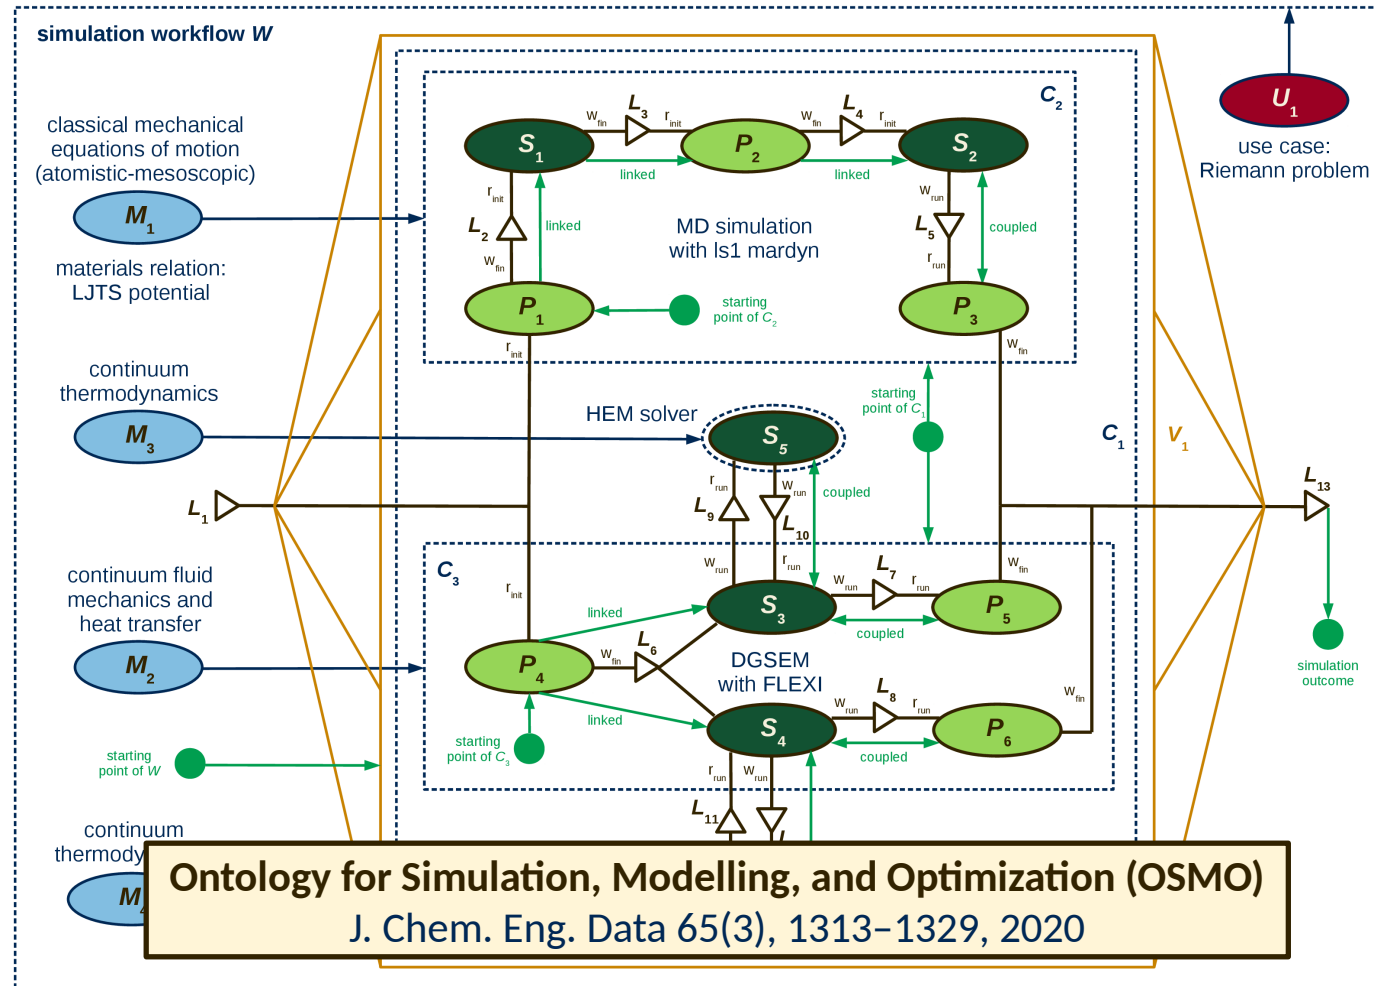 simulation workflow W
classical mechanical
equations of motion
(atomistic-mesoscopic)
M1
materials relation:
LJTS potential
continuum
thermodynamics
M3
L1
continuum fluid
mechanics and
heat transfer
M2
starting
point of W
continuum
C2
S1
wfin
L3
rinit
P2
wfin
L4
rinit
S2
linked
linked
rinit
L2
wfin
linked
MD simulation
with ls1 mardyn
wrun
L5
rrun
coupled
P1
starting
point of C2
P3
rinit
wfin
HEM solver
S5
starting
point of C1
C1
V1
rrun
L9
wrun
wrun
L10
rrun
coupled
C3
rinit
wfin
linked
S3
wrun
L7
rrun
P5
coupled
P4
wfin
L6
DGSEM
with FLEXI
linked
S4
wrun
L8
rrun
P6
coupled
wfin
starting
point of C3
rrun
wrun
L11
U1
use case:
Riemann problem
L13
simulation
outcome
Ontology for Simulation, Modelling, and Optimization (OSMO)
J. Chem. Eng. Data 65(3), 1313–1329, 2020